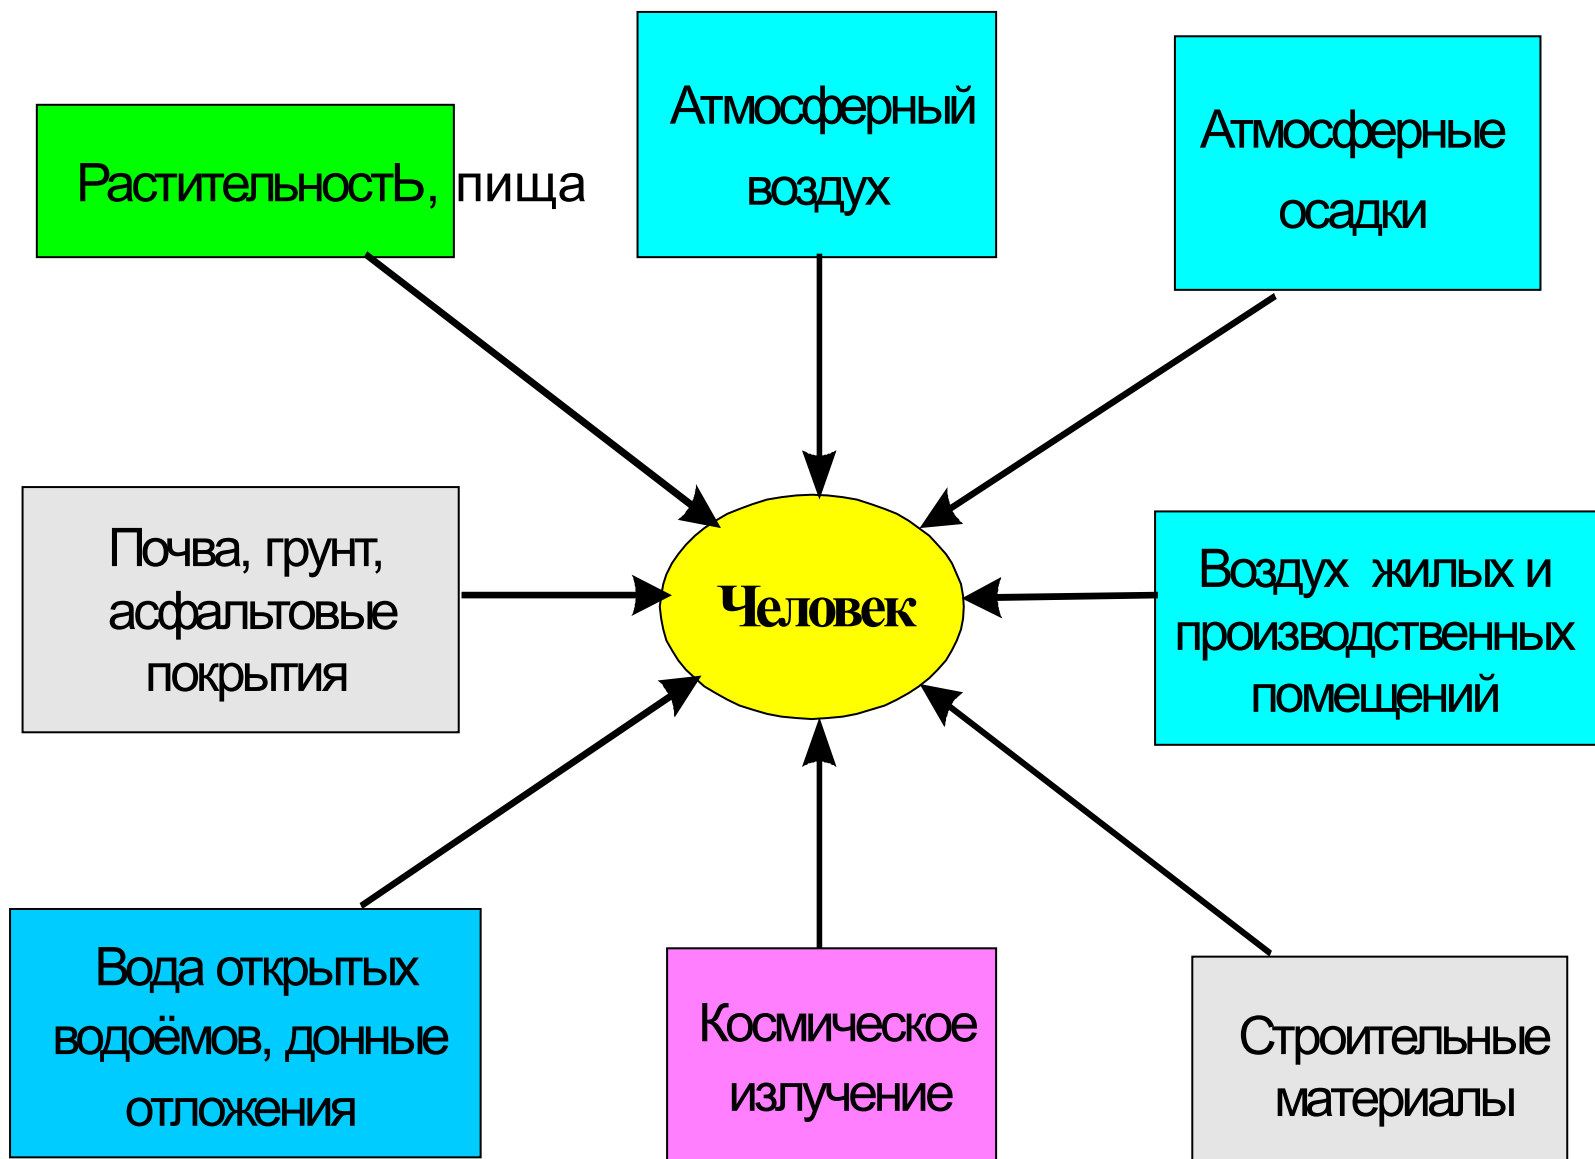 РастительностЬ, пища
Атмосферный
воздух
Атмосферные
осадки
Почва, грунт,
асфальтовые
покрытия
Человек
Воздух жилых и
производственных
помещений
Вода открытых
водоёмов, донные
отложения
Космическое
излучение
Строительные
материалы